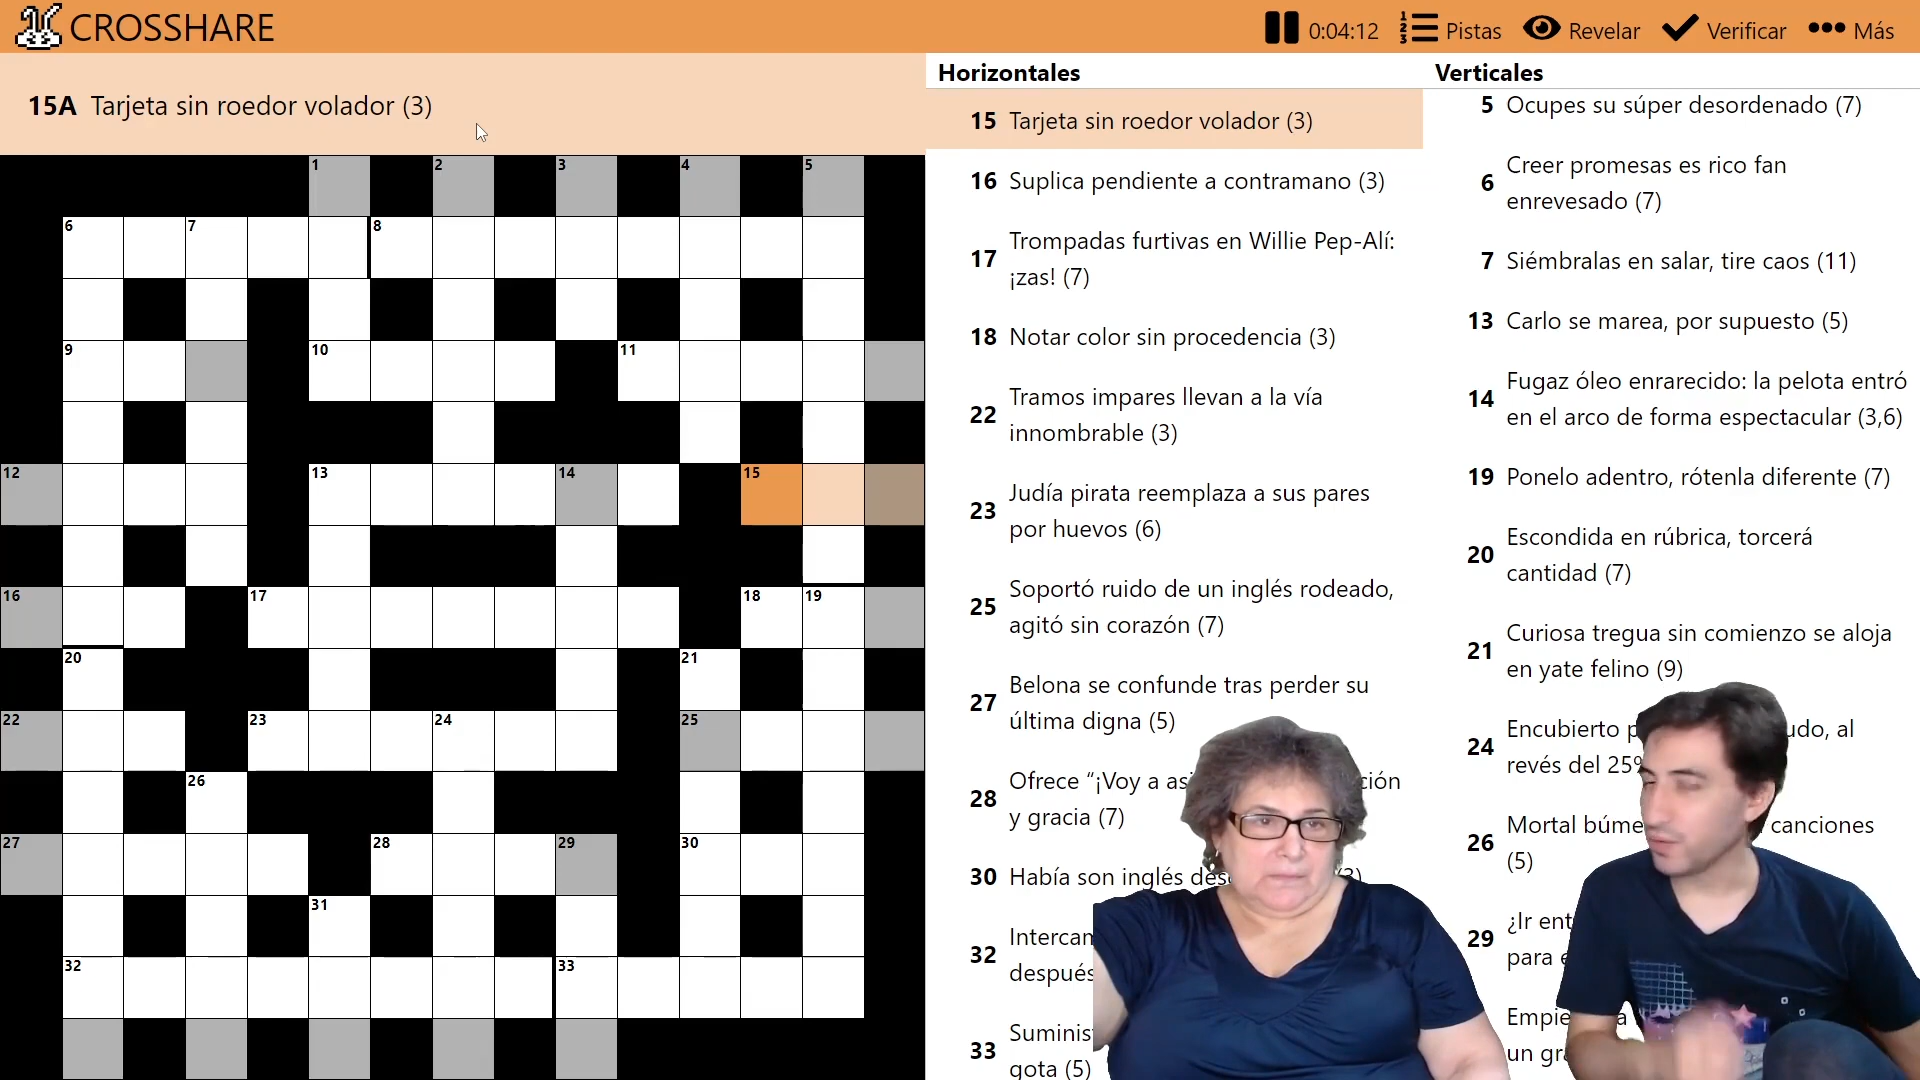 CROSSHARE
0:04:12
Pistas
Revelar
Verificar
Más
15A Tarjeta sin roedor volador (3)
Horizontales
15 Tarjeta sin roedor volador (3)
16 Suplica pendiente a contramano (3)
17 Trompadas furtivas en Willie Pep-Alí:
¡zas! (7)
18 Notar color sin procedencia (3)
22 Tramos impares llevan a la vía
innombrable (3)
23 Judía pirata reemplaza a sus pares
por huevos (6)
25 Soportó ruido de un inglés rodeado,
agitó sin corazón (7)
27 Belona se confunde tras perder su
última digna (5)
28 Ofrece “¡Voy a
y gracia (7)
30 Había son inglés
32
después
33
gota (5)
Verticales
5 Ocupes su súper desordenado (7)
6 Creer promesas es rico fan
enrevesado (7)
7 Siémbralas en salar, tire caos (11)
13 Carlo se marea, por supuesto (5)
14 Fugaz óleo enrarecido: la pelota entró
en el arco de forma espectacular (3,6)
19 Ponelo adentro, rótenla diferente (7)
20 Escondida en rúbrica, torcerá
cantidad (7)
21 Curiosa tregua sin comienzo se aloja
en yate felino (9)
24 Encubierto al
revés del 25%
26 Mortal canciones
(5)
29 ¿Ir
para
un
1 2 3 4 5
6 7 8
9 10 11
12 13 14 15
16 17 18 19
20 21
22 23 24 25
26
27 28 29 30
31
32 33